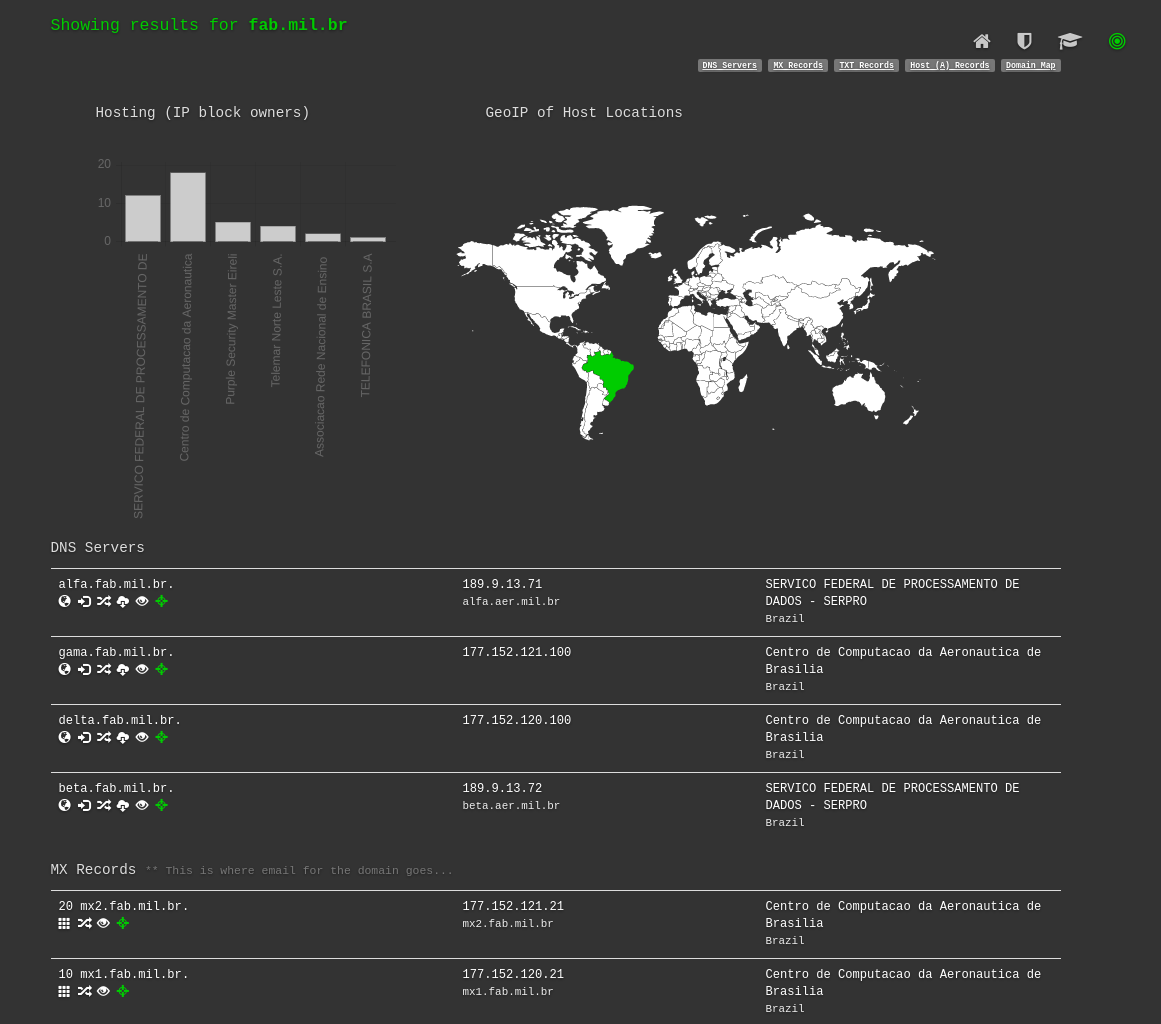 Showing results for fab.mil.br
DNS Servers MX Records TXT Records Host (A) Records Domain Map
Hosting (IP block owners)
GeoIP of Host Locations
20
10
0
SERVICO FEDERAL DE PROCESSAMENTO DE
Centro de Computacao da Aeronautica
Purple Security Master Eireli
Telemar Norte Leste S.A.
Associacao Rede Nacional de Ensino
TELEFONICA BRASIL S.A
DNS Servers
alfa.fab.mil.br. 189.9.13.71 SERVICO FEDERAL DE PROCESSAMENTO DE
alfa.aer.mil.br DADOS - SERPRO
Brazil
gama.fab.mil.br. 177.152.121.100 Centro de Computacao da Aeronautica de
Brasilia
Brazil
delta.fab.mil.br. 177.152.120.100 Centro de Computacao da Aeronautica de
Brasilia
Brazil
beta.fab.mil.br. 189.9.13.72 SERVICO FEDERAL DE PROCESSAMENTO DE
beta.aer.mil.br DADOS - SERPRO
Brazil
MX Records ** This is where email for the domain goes...
20 mx2.fab.mil.br. 177.152.121.21 Centro de Computacao da Aeronautica de
mx2.fab.mil.br Brasilia
Brazil
10 mx1.fab.mil.br. 177.152.120.21 Centro de Computacao da Aeronautica de
mx1.fab.mil.br Brasilia
Brazil